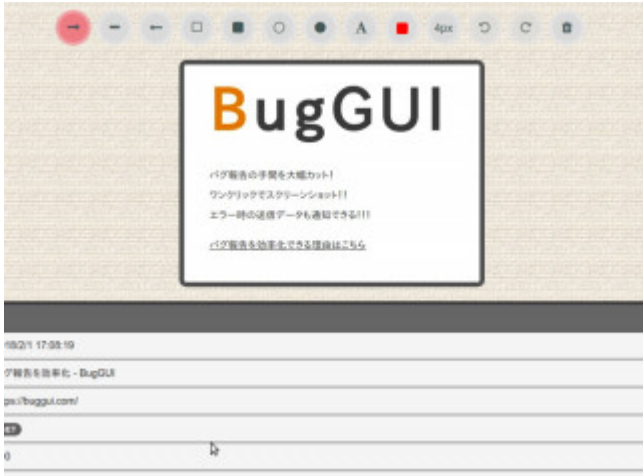 A 4px
BugGUI
バグ報告の手間を大幅カット!
ワンクリックでスクリーンショット!!
エラー時の送信データも通知できる!!!
バグ報告を効率化できる理由はこちら
18/2/1 17:08:19
グ報告を効率化 - BugGUI
ps://buggui.com/
ET
0